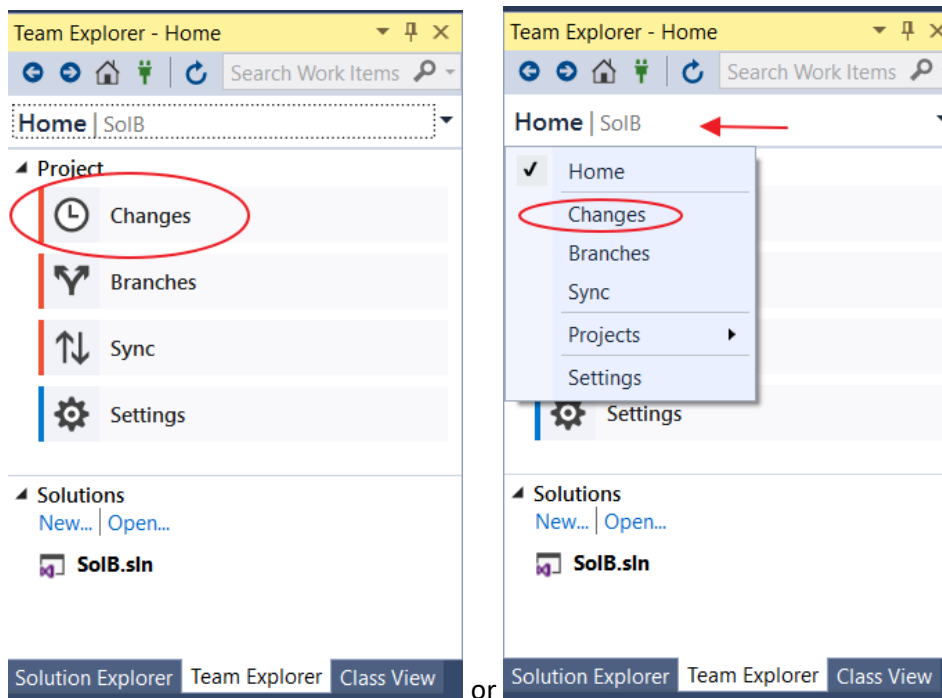 Team Explorer - Home
Search Work Items
Home | SolB
Project
Changes
Branches
Sync
Settings
Solutions
New... | Open...
SolB.sln
Solution Explorer Team Explorer Class View
or
Team Explorer - Home
Search Work Items
Home | SolB
Home
Changes
Branches
Sync
Projects
Settings
Settings
Solutions
New... | Open...
SolB.sln
Solution Explorer Team Explorer Class View